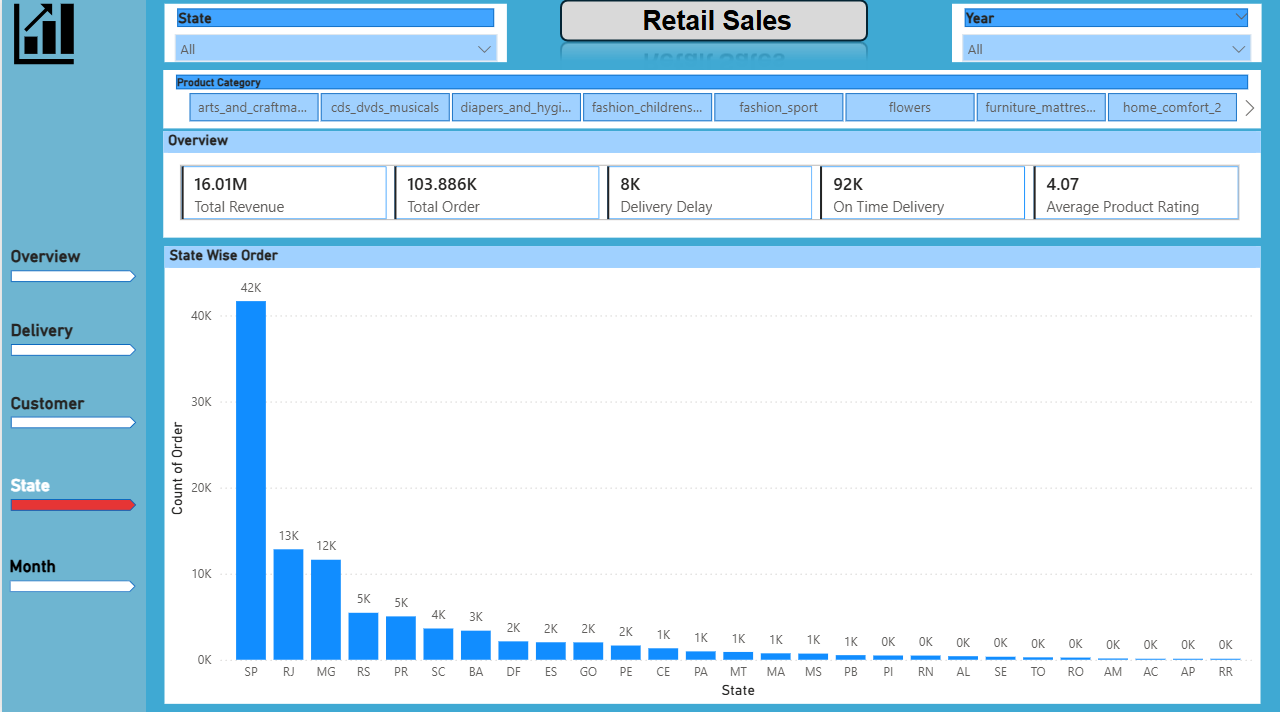 State
Retail Sales
Year
All
All
Product Category
arts_and_craftma...
cds_dvds_musicals
diapers_and_hygi...
fashion_childrens...
fashion_sport
flowers
furniture_mattres...
home_comfort_2
Overview
16.01M
Total Revenue
103.886K
Total Order
8K
Delivery Delay
92K
On Time Delivery
4.07
Average Product Rating
Overview
Delivery
Customer
State
Month
State Wise Order
Count of Order
40K
30K
20K
10K
0K
42K
13K
12K
5K
5K
4K
3K
2K
2K
2K
2K
1K
1K
1K
1K
1K
1K
0K
0K
0K
0K
0K
0K
0K
0K
0K
0K
SP
RJ
MG
RS
PR
SC
BA
DF
ES
GO
PE
CE
PA
MT
MA
MS
PB
PI
RN
AL
SE
TO
RO
AM
AC
AP
RR
State